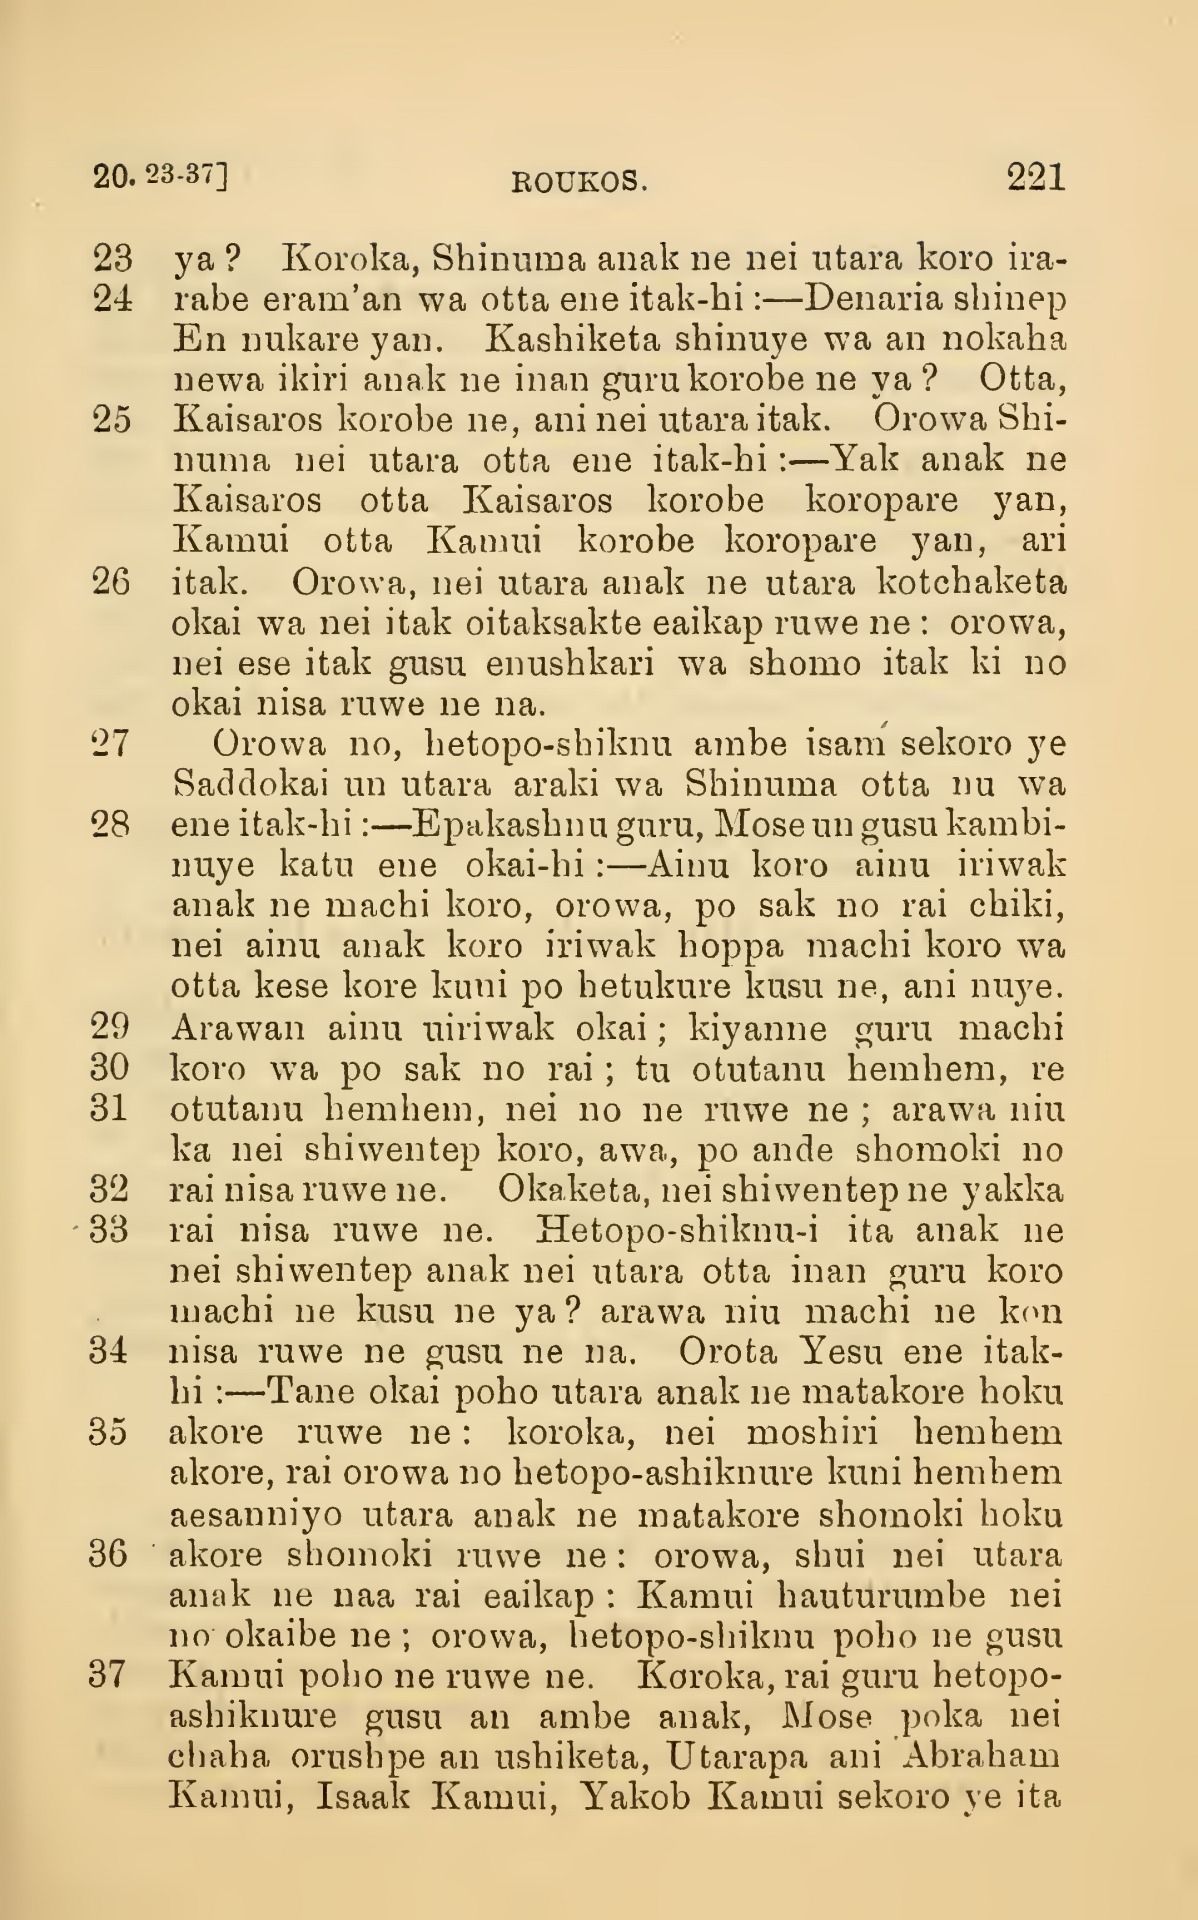 20. 23-37] ROUKOS. 221
23 ya ? Koroka, Shinuma anak ne nei utara koro ira-
24 rabe eram'an wa otta ene itak-hi :—Denaria shinep
En nukare yan. Kashiketa shinuye wa an nokaha
newa ikiri anak ne inan guru korobe ne ya ? Otta,
25 Kaisaros korobe ne, ani nei utara itak. Orowa Shi-
numa nei utara otta ene itak-hi :—Yak anak ne
Kaisaros otta Kaisaros korobe koropare yan,
Kamui otta Kamui korobe koropare yan, ari
26 itak. Orowa, nei utara anak ne utara kotchaketa
okai wa nei itak oitaksakte eaikap ruwe ne : orowa,
nei ese itak gusu enushkari wa shomo itak ki no
okai nisa ruwe ne na.
27 Orowa no, hetopo-shiknu ambe isam sekoro ye
Saddokai un utara araki wa Shinuma otta nu wa
28 ene itak-hi :—Epakashnu guru, Mose un gusu kambi-
nuye katu ene okai-hi :—Ainu koro ainu iriwak
anak ne machi koro, orowa, po sak no rai chiki,
nei ainu anak koro iriwak hoppa machi koro wa
otta kese kore kuni po hetukure kusu ne, ani nuye.
29 Arawan ainu uiriwak okai ; kiyanne guru machi
30 koro wa po sak no rai ; tu otutanu hemhem, re
31 otutanu hemhem, nei no ne ruwe ne ; arawa niu
ka nei shiwentep koro, awa, po ande shomoki no
32 rai nisa ruwe ne. Okaketa, nei shiwentep ne yakka
33 rai nisa ruwe ne. Hetopo-shiknu-i ita anak ne
nei shiwentep anak nei utara otta inan guru koro
machi ne kusu ne ya ? arawa niu machi ne kon
34 nisa ruwe ne gusu ne na. Orota Yesu ene itak-
hi :—Tane okai poho utara anak ne matakore hoku
35 akore ruwe ne : koroka, nei moshiri hemhem
akore, rai orowa no hetopo-ashiknure kuni hemhem
aesanniyo utara anak ne matakore shomoki hoku
36 akore shomoki ruwe ne : orowa, shui nei utara
anak ne naa rai eaikap : Kamui hauturumbe nei
no okaibe ne ; orowa, hetopo-shiknu poho ne gusu
37 Kamui poho ne ruwe ne. Koroka, rai guru hetopo-
ashiknure gusu an ambe anak, Mose poka nei
chaha orushpe an ushiketa, Utarapa ani Abraham
Kamui, Isaak Kamui, Yakob Kamui sekoro ye ita